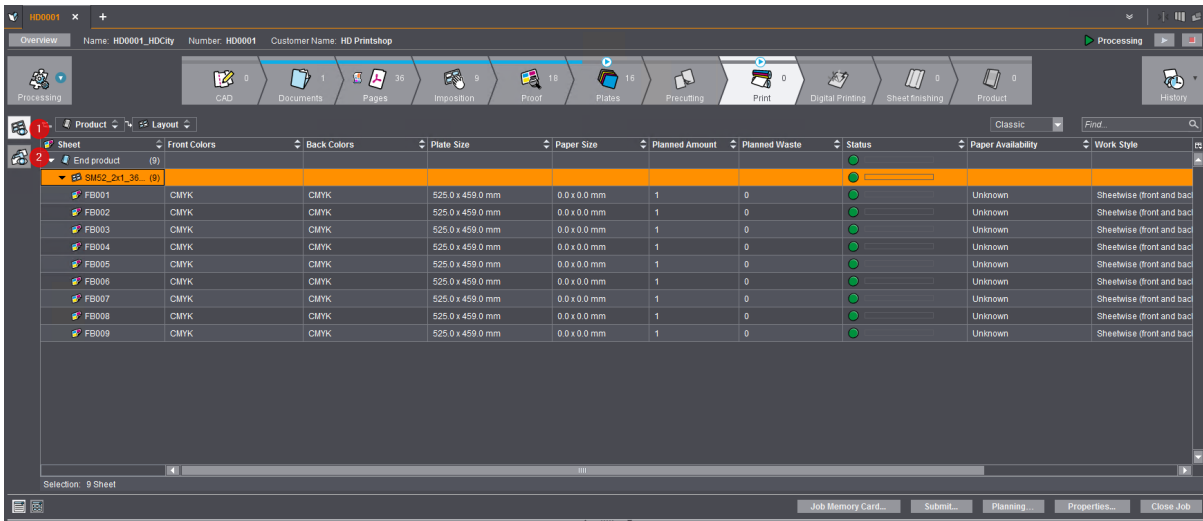 HD0001 × +
Overview Name: HD0001_HDCity Number: HD0001 Customer Name: HD Printshop Processing
Processing 0 CAD 1 Documents 36 Pages 9 Imposition 18 Proof 16 Plates Precutting 0 Print Digital Printing 0 Sheet finishing 0 Product History
1 Product Layout Classic Find...
Sheet Front Colors Back Colors Plate Size Paper Size Planned Amount Planned Waste Status Paper Availability Work Style
2 End product (9)
SM52_2x1_36... (9)
FB001 CMYK CMYK 525.0 x 459.0 mm 0.0 x 0.0 mm 1 0 Unknown Sheetwise (front and bac
FB002 CMYK CMYK 525.0 x 459.0 mm 0.0 x 0.0 mm 1 0 Unknown Sheetwise (front and bac
FB003 CMYK CMYK 525.0 x 459.0 mm 0.0 x 0.0 mm 1 0 Unknown Sheetwise (front and bac
FB004 CMYK CMYK 525.0 x 459.0 mm 0.0 x 0.0 mm 1 0 Unknown Sheetwise (front and bac
FB005 CMYK CMYK 525.0 x 459.0 mm 0.0 x 0.0 mm 1 0 Unknown Sheetwise (front and bac
FB006 CMYK CMYK 525.0 x 459.0 mm 0.0 x 0.0 mm 1 0 Unknown Sheetwise (front and bac
FB007 CMYK CMYK 525.0 x 459.0 mm 0.0 x 0.0 mm 1 0 Unknown Sheetwise (front and bac
FB008 CMYK CMYK 525.0 x 459.0 mm 0.0 x 0.0 mm 1 0 Unknown Sheetwise (front and bac
FB009 CMYK CMYK 525.0 x 459.0 mm 0.0 x 0.0 mm 1 0 Unknown Sheetwise (front and bac
Selection: 9 Sheet
Job Memory Card... Submit... Planning... Properties... Close Job